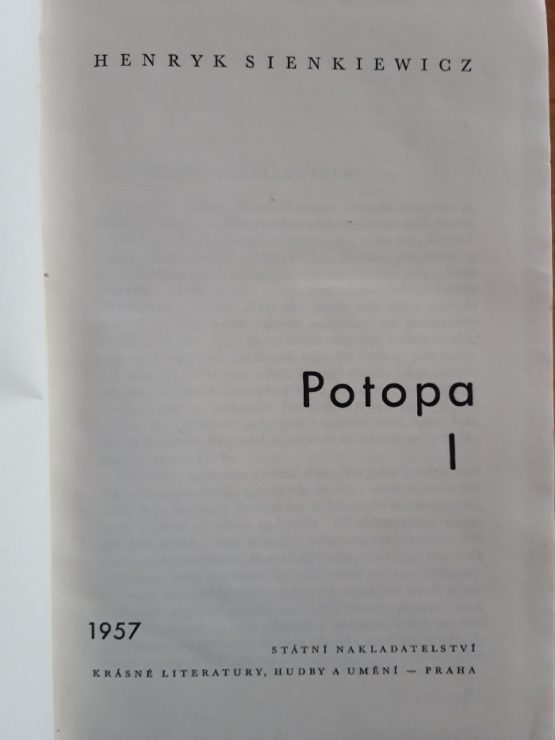 HENRYK SIENKIEWICZ
Potopa
I
1957
STÁTNÍ NAKLADATELSTVÍ
KRÁSNÉ LITERATURY, HUDBY A UMĚNÍ — PRAHA